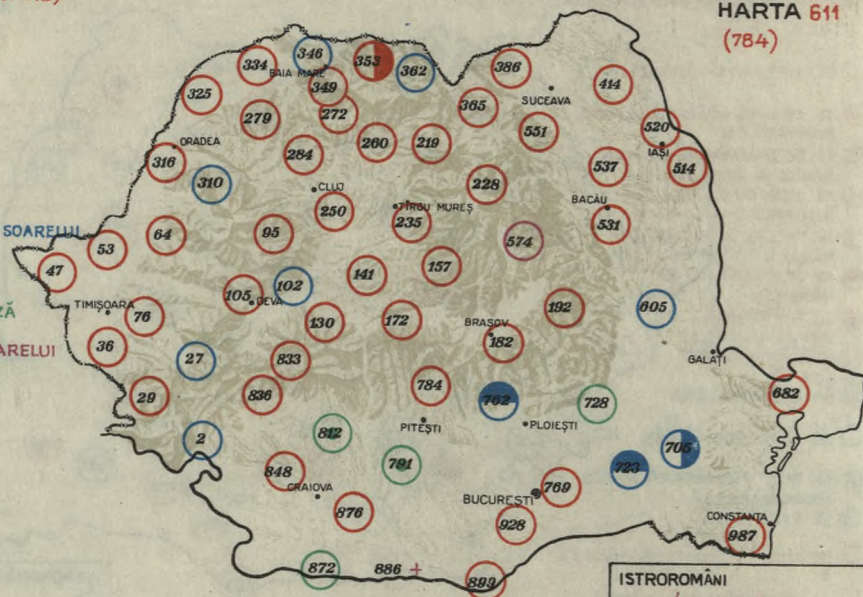 HARTA 611
(784)
346
353
334
BAIA MARE
362
386
349
325
SUCEAVA
414
365
272
279
551
520
ORADEA
260
219
IAȘI
284
316
537
514
310
CLUJ
228
BACĂU
TÎRGU MUREȘ
250
235
531
SOARELUI
64
95
574
53
47
141
157
105
DEVA
102
192
605
TIMIȘOARA
76
130
172
BRAȘOV
182
ZĂ
36
ARELUI
27
833
GALAȚI
29
836
784
762
728
682
PITEȘTI
PLOIEȘTI
2
812
705
848
791
723
CRAIOVA
BUCUREȘTI
769
876
928
CONSTANȚA
987
872
886 +
899
ISTROROMÂNI